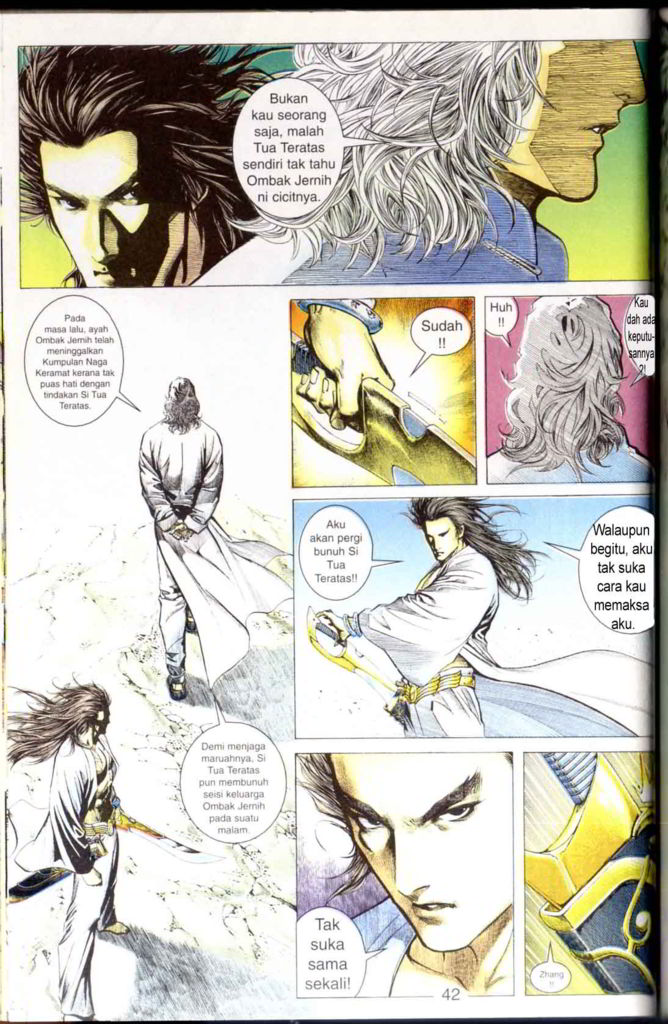 Bukan
kau seorang
saja, malah
Tua Teratas
sendiri tak tahu
Ombak Jernih
ni cicitnya.
Pada
masa lalu, ayah
Ombak Jernih telah
meninggalkan
Kumpulan Naga
Keramat kerana tak
puas hati dengan
tindakan Si Tua
Teratas.
Sudah
!!
Huh
!!
Kau
dah ada
keputu-
sannya
?!
Aku
akan pergi
bunuh Si
Tua
Teratas!!
Walaupun
begitu, aku
tak suka
cara kau
memaksa
aku.
Demi menjaga
maruahnya, Si
Tua Teratas
pun membunuh
seisi keluarga
Ombak Jernih
pada suatu
malam.
Tak
suka
sama
sekali!
Zhang
!!
42